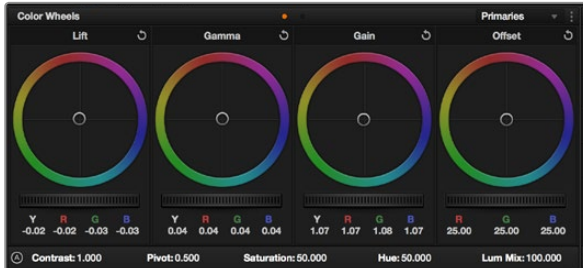 Color Wheels Primaries
Lift Gamma Gain Offset
Y R G B Y R G B Y R G B R G B
-0.02 -0.02 -0.03 -0.03 0.04 0.04 0.04 0.04 1.07 1.07 1.08 1.07 25.00 25.00 25.00
A Contrast: 1.000 Pivot: 0.500 Saturation: 50.000 Hue: 50.000 Lum Mix: 100.000